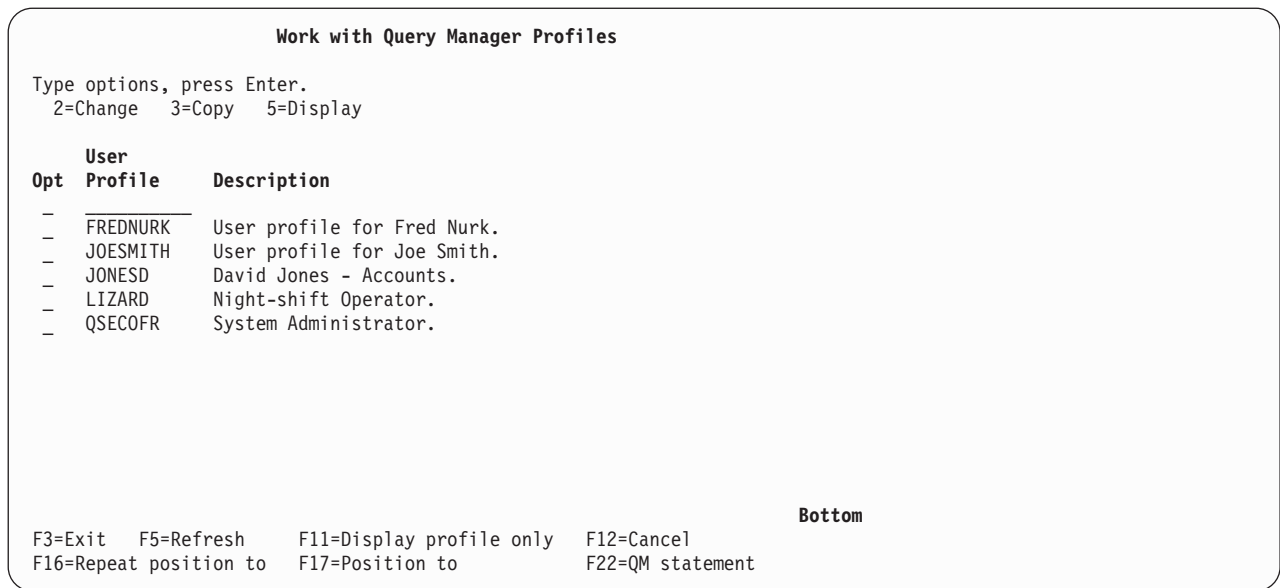 Work with Query Manager Profiles
Type options, press Enter.
2=Change   3=Copy   5=Display
User
Opt  Profile     Description
_  __________
_  FREDNURK    User profile for Fred Nurk.
_  JOESMITH    User profile for Joe Smith.
_  JONESD      David Jones - Accounts.
_  LIZARD      Night-shift Operator.
_  QSECOFR     System Administrator.
Bottom
F3=Exit   F5=Refresh      F11=Display profile only   F12=Cancel
F16=Repeat position to   F17=Position to            F22=QM statement